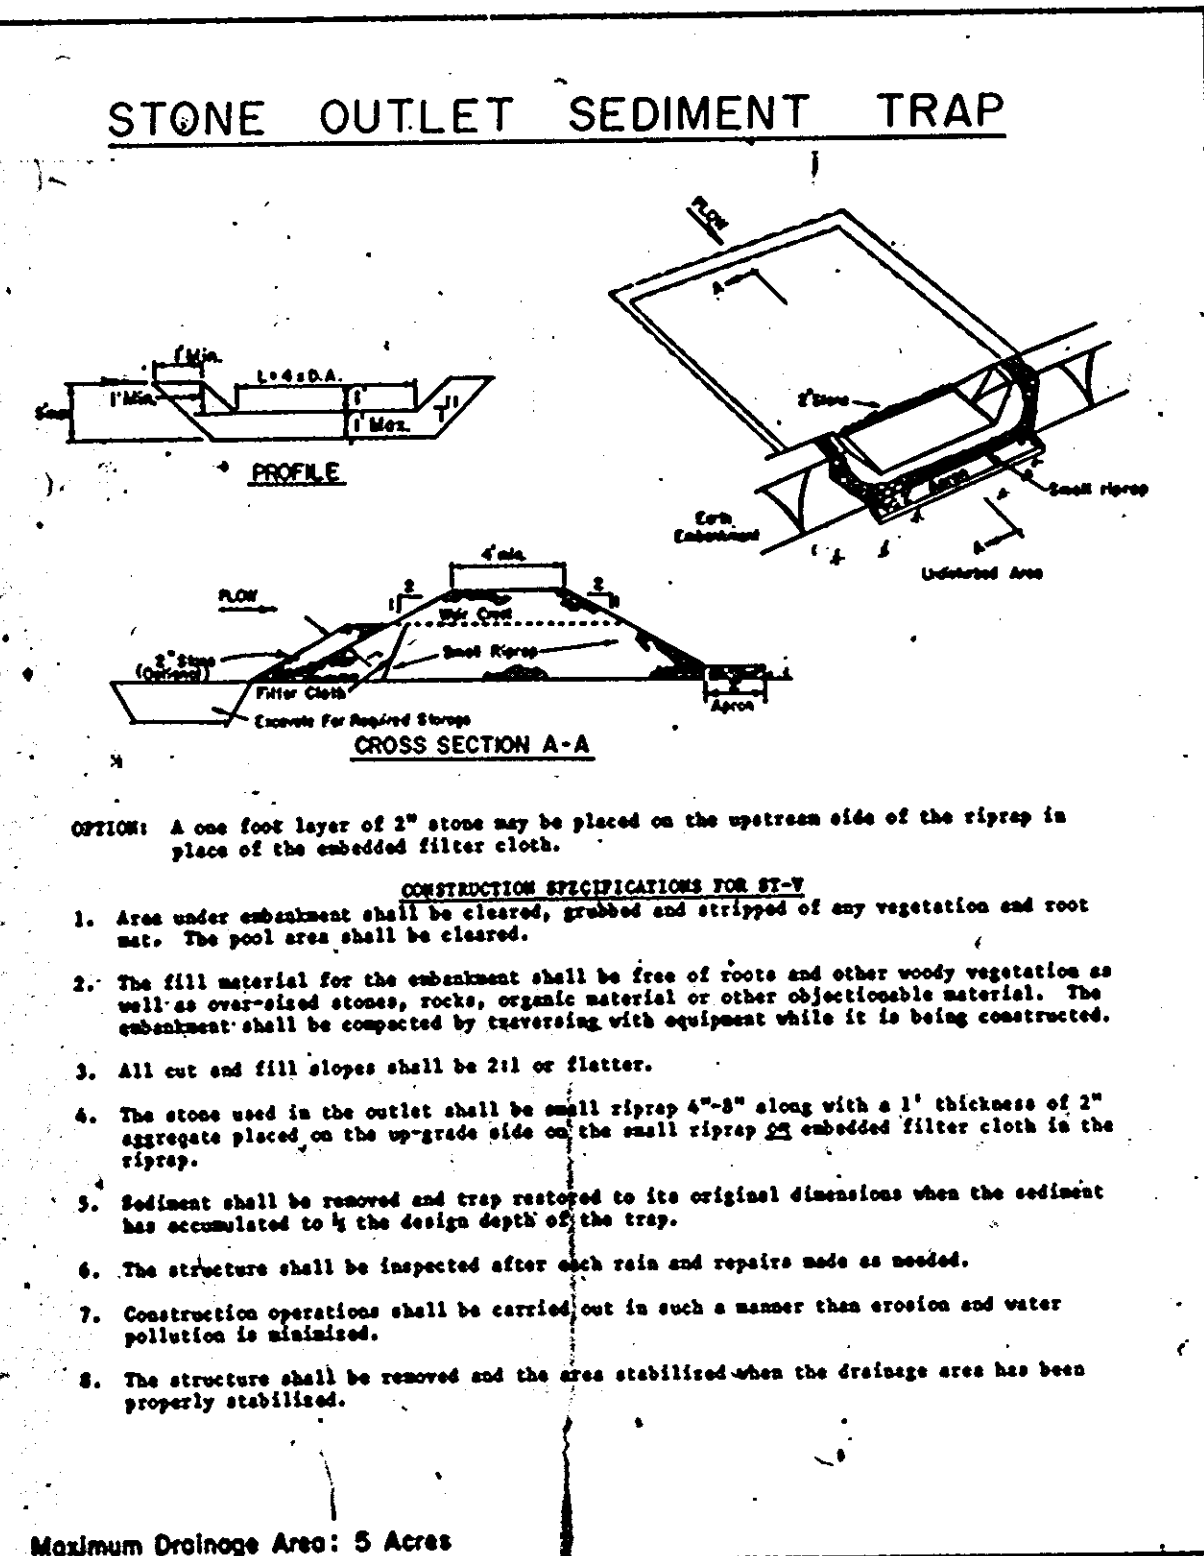 STONE OUTLET SEDIMENT TRAP
FLOW
A
1' Min.
L=4xD.A.
1' Min.
1'
1' Max.
PROFILE
2" Stone
Apron
Small riprap
Earth
Embankment
A
Undisturbed Area
4' min.
2
2
1
FLOW
Weir Crest
2" Stone
(Optional)
Small Riprap
Filter Cloth
Apron
Excavate For Required Storage
CROSS SECTION A-A
OPTION: A one foot layer of 2" stone may be placed on the upstream side of the riprap in
place of the embedded filter cloth.
CONSTRUCTION SPECIFICATIONS FOR ST-V
1. Area under embankment shall be cleared, grubbed and stripped of any vegetation and root
mat. The pool area shall be cleared.
2. The fill material for the embankment shall be free of roots and other woody vegetation as
well as over-sized stones, rocks, organic material or other objectionable material. The
embankment shall be compacted by traversing with equipment while it is being constructed.
3. All cut and fill slopes shall be 2:1 or flatter.
4. The stone used in the outlet shall be small riprap 4"-8" along with a 1' thickness of 2"
aggregate placed on the up-grade side on the small riprap or embedded filter cloth in the
riprap.
5. Sediment shall be removed and trap restored to its original dimensions when the sediment
has accumulated to ½ the design depth of the trap.
6. The structure shall be inspected after each rain and repairs made as needed.
7. Construction operations shall be carried out in such a manner than erosion and water
pollution is minimized.
8. The structure shall be removed and the area stabilized when the drainage area has been
properly stabilized.
Maximum Drainage Area: 5 Acres